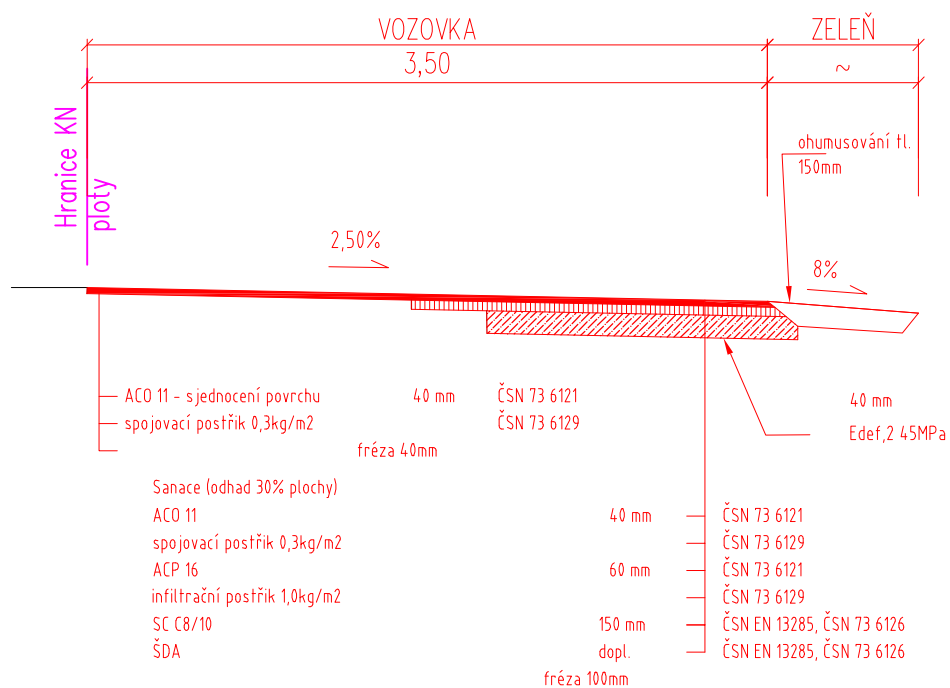 VOZOVKA ZELEŇ
3,50 ~
Hranice KN
ploty
ohumusování tl.
150mm
2,50%
8%
ACO 11 - sjednocení povrchu 40 mm ČSN 73 6121
spojovací postřik 0,3kg/m2 ČSN 73 6129
fréza 40mm
40 mm
Edef,2 45MPa
Sanace (odhad 30% plochy)
ACO 11 40 mm ČSN 73 6121
spojovací postřik 0,3kg/m2 ČSN 73 6129
ACP 16 60 mm ČSN 73 6121
infiltrační postřik 1,0kg/m2 ČSN 73 6129
SC C8/10 150 mm ČSN EN 13285, ČSN 73 6126
ŠDA dopl. ČSN EN 13285, ČSN 73 6126
fréza 100mm